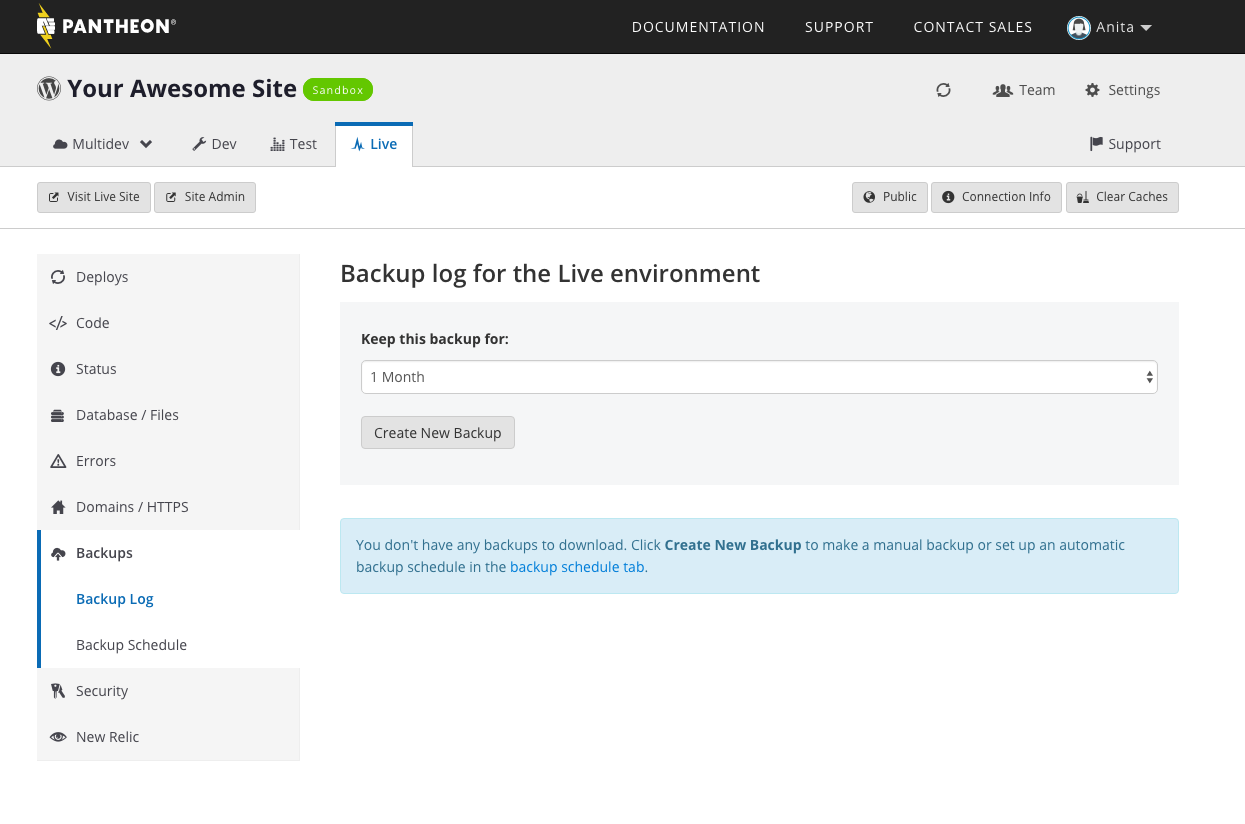 PANTHEON®
DOCUMENTATION SUPPORT CONTACT SALES Anita
Your Awesome Site Sandbox
Team Settings
Multidev Dev Test Live Support
Visit Live Site Site Admin Public Connection Info Clear Caches
Deploys
Code
Status
Database / Files
Errors
Domains / HTTPS
Backups
Backup Log
Backup Schedule
Security
New Relic
Backup log for the Live environment
Keep this backup for:
1 Month
Create New Backup
You don't have any backups to download. Click Create New Backup to make a manual backup or set up an automatic
backup schedule in the backup schedule tab.